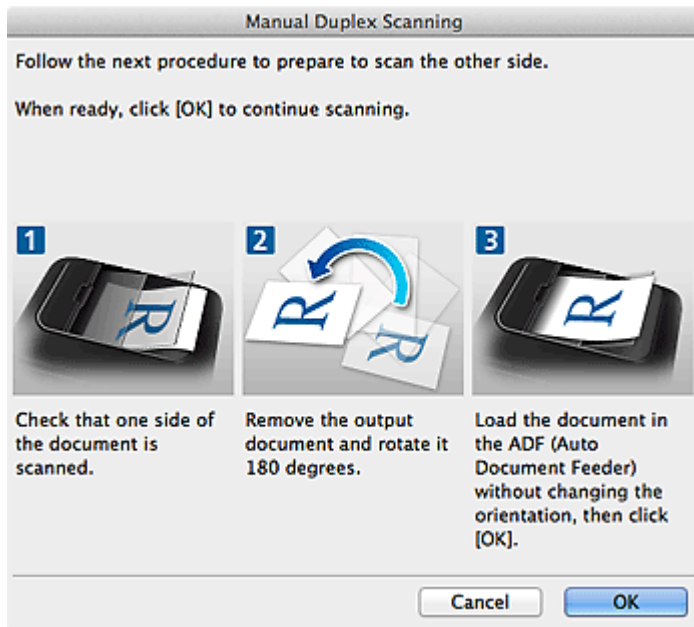 Manual Duplex Scanning
Follow the next procedure to prepare to scan the other side.
When ready, click [OK] to continue scanning.
1
R
Check that one side of
the document is
scanned.
2
R
R
Remove the output
document and rotate it
180 degrees.
3
R
Load the document in
the ADF (Auto
Document Feeder)
without changing the
orientation, then click
[OK].
Cancel
OK